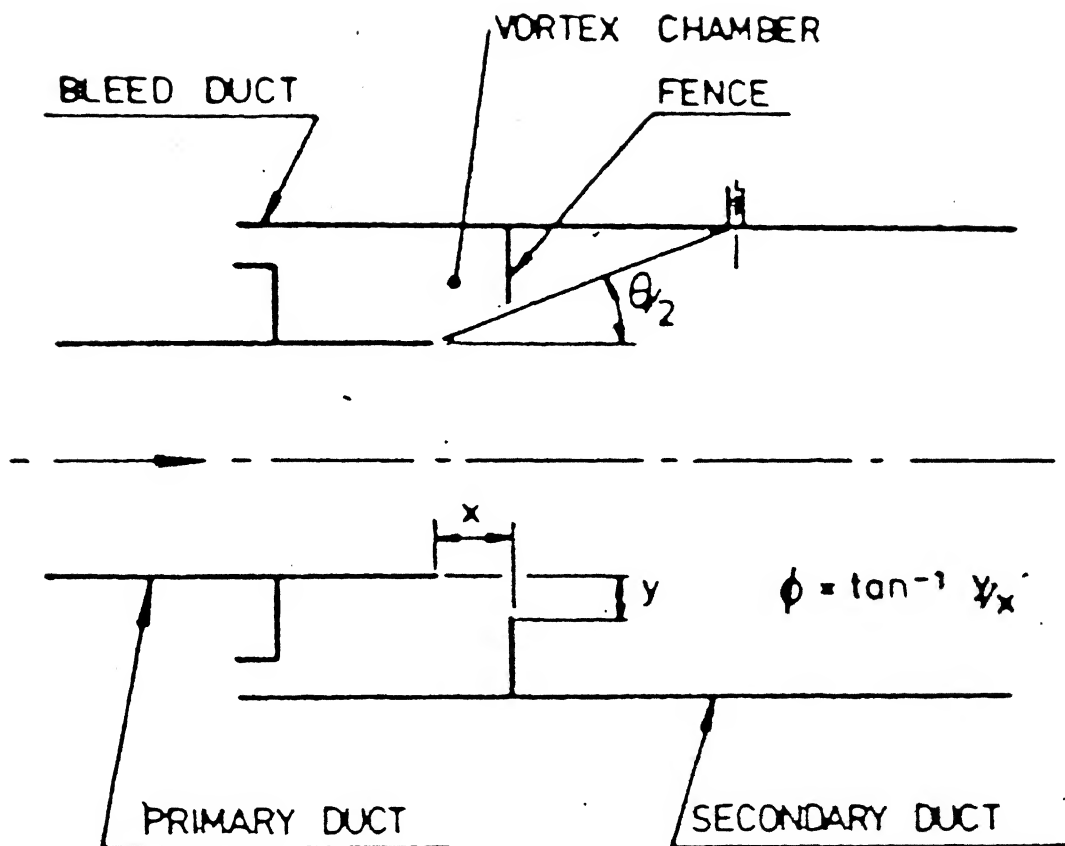 VORTEX CHAMBER
BLEED DUCT
FENCE
θ/2
x
y
ϕ = tan⁻¹ y/x
PRIMARY DUCT
SECONDARY DUCT